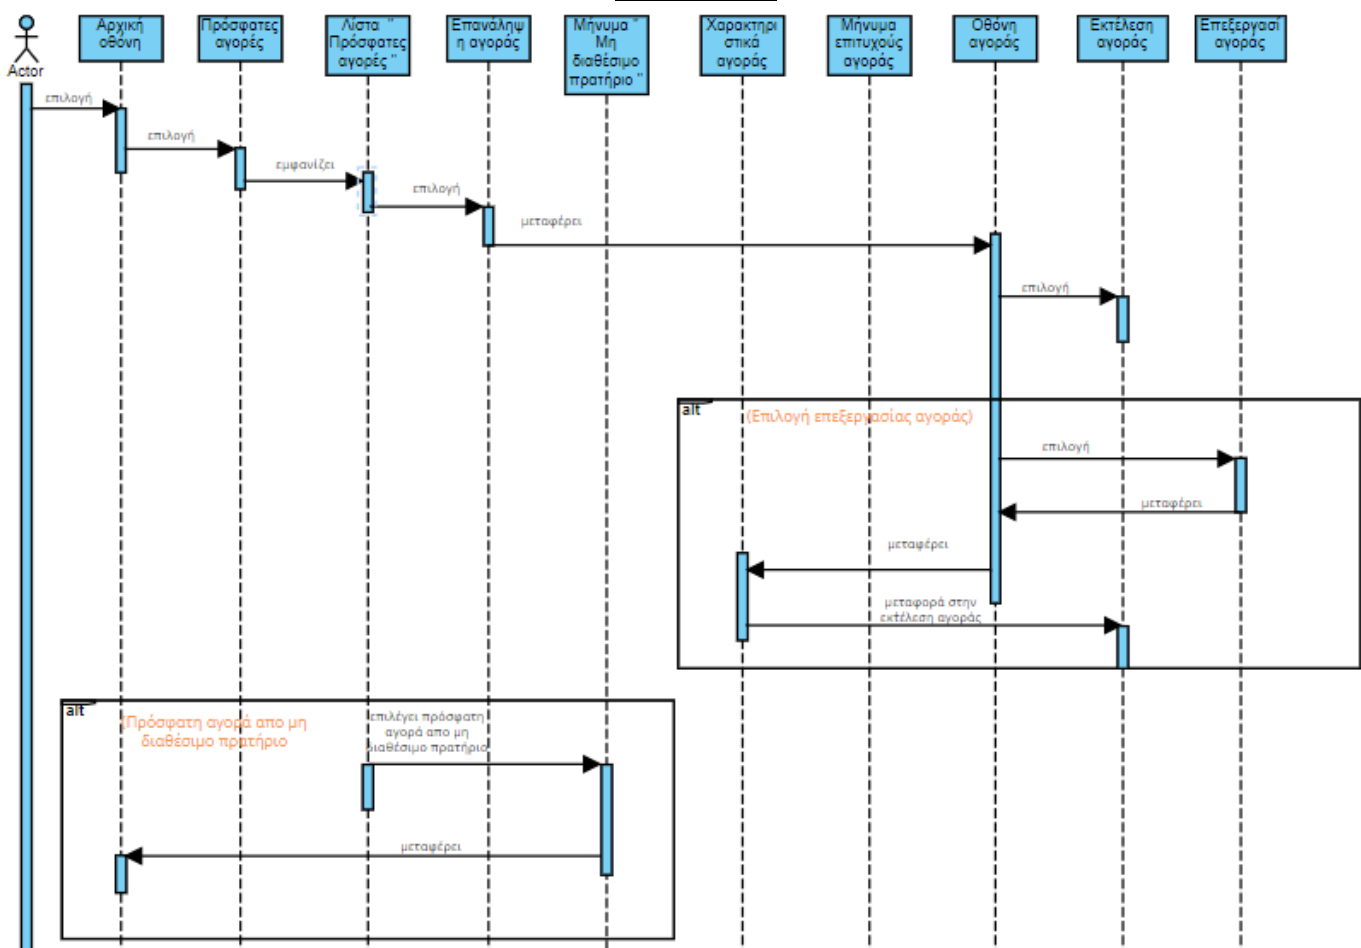 Actor
Αρχική
οθόνη
Πρόσφατες
αγορές
Λίστα "
Πρόσφατες
αγορές "
Επανάληψ
η αγοράς
Μήνυμα "
Μη
διαθέσιμο
πρατήριο "
Χαρακτηρι
στικά
αγοράς
Μήνυμα
επιτυχούς
αγοράς
Οθόνη
αγοράς
Εκτέλεση
αγοράς
Επεξεργασί
αγοράς
επιλογή
επιλογή
εμφανίζει
επιλογή
μεταφέρει
επιλογή
alt
(Επιλογή επεξεργασίας αγοράς)
επιλογή
μεταφέρει
μεταφέρει
μεταφορά στην
εκτέλεση αγοράς
alt
(Πρόσφατη αγορά απο μη
διαθέσιμο πρατήριο
επιλέγει πρόσφατη
αγορά απο μη
διαθέσιμο πρατήριο
μεταφέρει